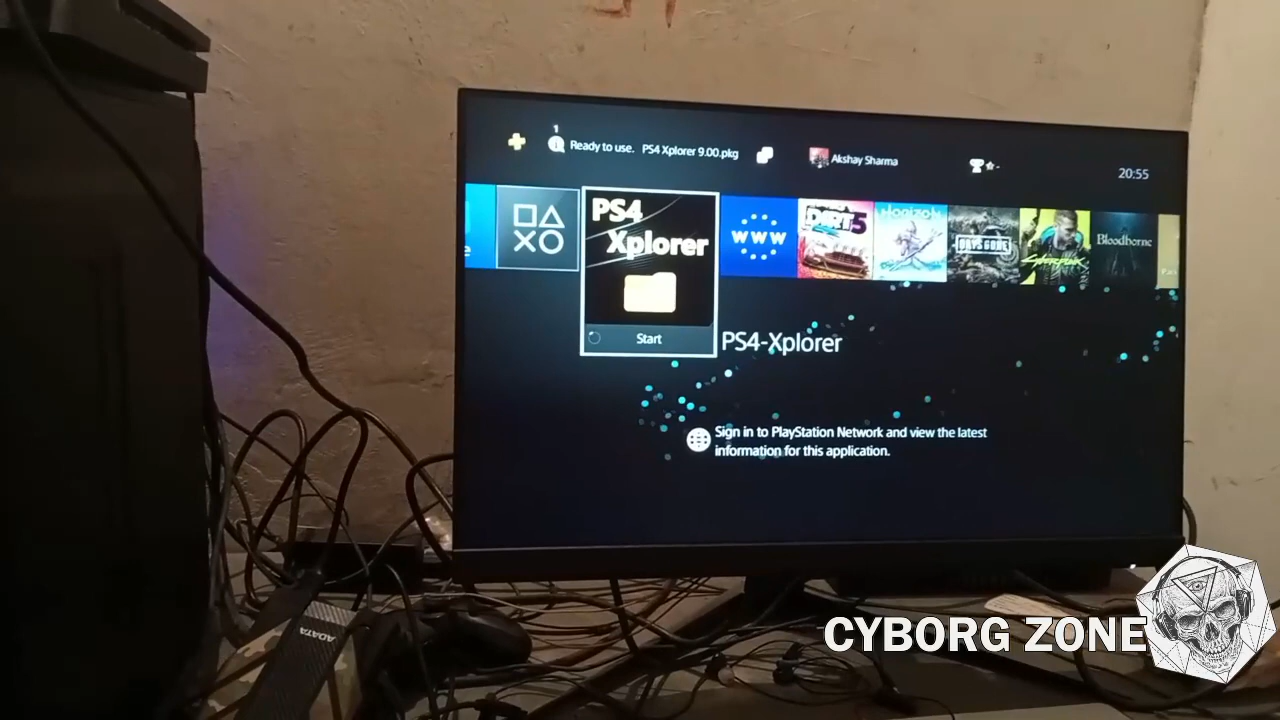 1
Ready to use. PS4 Xplorer 9.00.pkg
Akshay Sharma
20:55
PS4
Xplorer
Start
WWW
DIRT 5
HORIZON
DAYS GONE
Cyberpunk
Bloodborne
PS4-Xplorer
Sign in to PlayStation Network and view the latest
information for this application.
ADATA
CYBORG ZONE